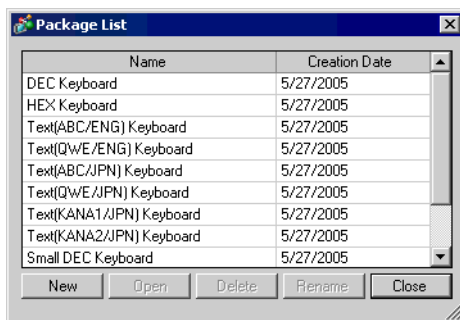 Package List
Name Creation Date
DEC Keyboard 5/27/2005
HEX Keyboard 5/27/2005
Text(ABC/ENG) Keyboard 5/27/2005
Text(QWE/ENG) Keyboard 5/27/2005
Text(ABC/JPN) Keyboard 5/27/2005
Text(QWE/JPN) Keyboard 5/27/2005
Text(KANA1/JPN) Keyboard 5/27/2005
Text(KANA2/JPN) Keyboard 5/27/2005
Small DEC Keyboard 5/27/2005
New Open Delete Rename Close